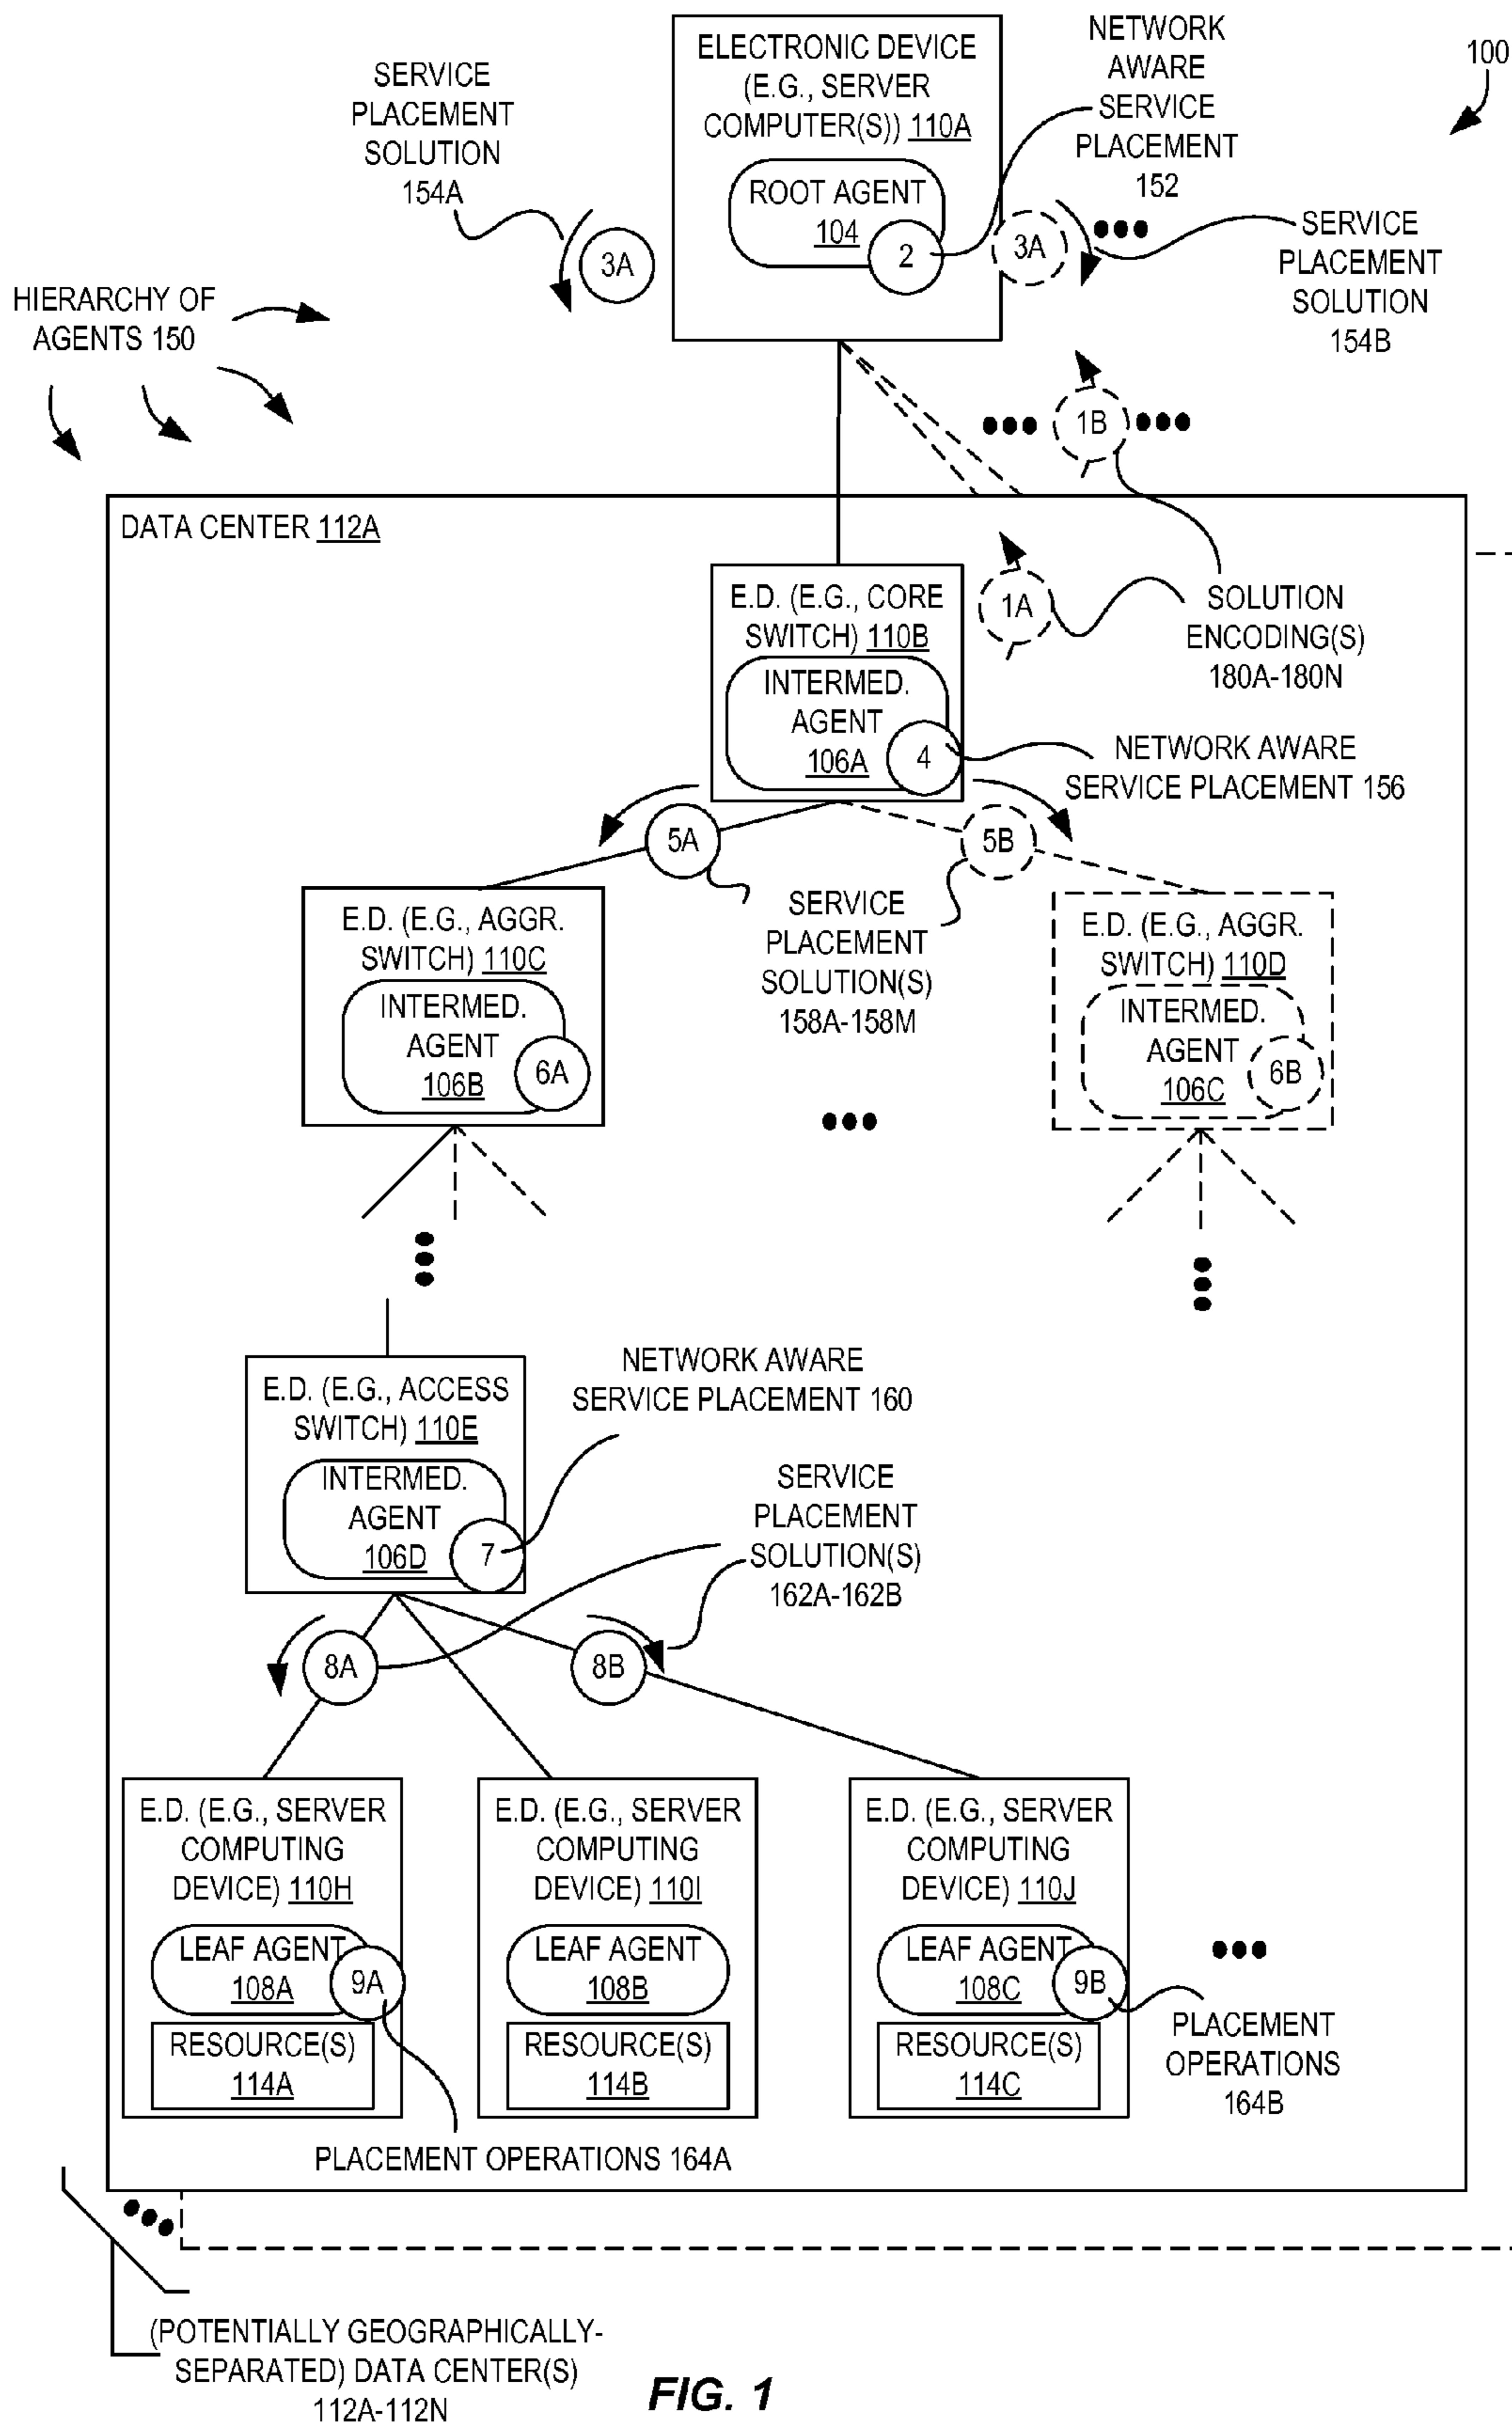 ELECTRONIC DEVICE
(E.G., SERVER
COMPUTER(S)) 110A
ROOT AGENT
104
2
NETWORK
AWARE
SERVICE
PLACEMENT
152
100
SERVICE
PLACEMENT
SOLUTION
154A
3A
3A
SERVICE
PLACEMENT
SOLUTION
154B
HIERARCHY OF
AGENTS 150
1B
DATA CENTER 112A
E.D. (E.G., CORE
SWITCH) 110B
INTERMED.
AGENT
106A
4
1A
SOLUTION
ENCODING(S)
180A-180N
NETWORK AWARE
SERVICE PLACEMENT 156
5A
5B
E.D. (E.G., AGGR.
SWITCH) 110C
INTERMED.
AGENT
106B
6A
SERVICE
PLACEMENT
SOLUTION(S)
158A-158M
E.D. (E.G., AGGR.
SWITCH) 110D
INTERMED.
AGENT
106C
6B
E.D. (E.G., ACCESS
SWITCH) 110E
INTERMED.
AGENT
106D
7
NETWORK AWARE
SERVICE PLACEMENT 160
SERVICE
PLACEMENT
SOLUTION(S)
162A-162B
8A
8B
E.D. (E.G., SERVER
COMPUTING
DEVICE) 110H
LEAF AGENT
108A
9A
RESOURCE(S)
114A
E.D. (E.G., SERVER
COMPUTING
DEVICE) 110I
LEAF AGENT
108B
RESOURCE(S)
114B
E.D. (E.G., SERVER
COMPUTING
DEVICE) 110J
LEAF AGENT
108C
9B
RESOURCE(S)
114C
PLACEMENT
OPERATIONS
164B
PLACEMENT OPERATIONS 164A
(POTENTIALLY GEOGRAPHICALLY-
SEPARATED) DATA CENTER(S)
112A-112N
FIG. 1